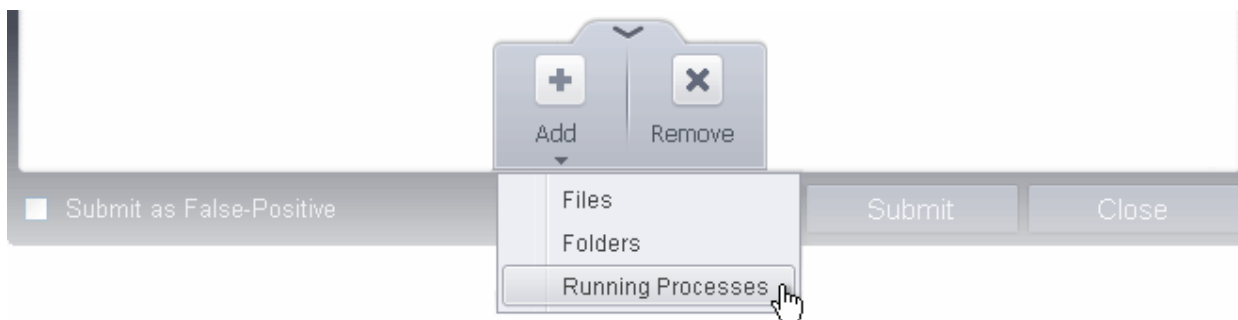 Add Remove
Files
Submit as False-Positive Submit Close
Folders
Running Processes